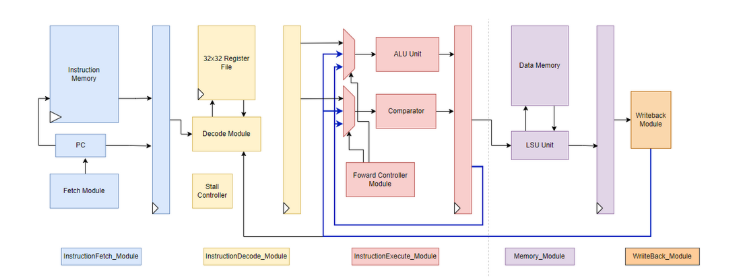 Instruction
Memory
PC
Fetch Module
32x32 Register
File
Decode Module
Stall
Controller
ALU Unit
Comparator
Foward Controller
Module
Data Memory
LSU Unit
Writeback
Module
InstructionFetch_Module
InstructionDecode_Module
InstructionExecute_Module
Memory_Module
WriteBack_Module